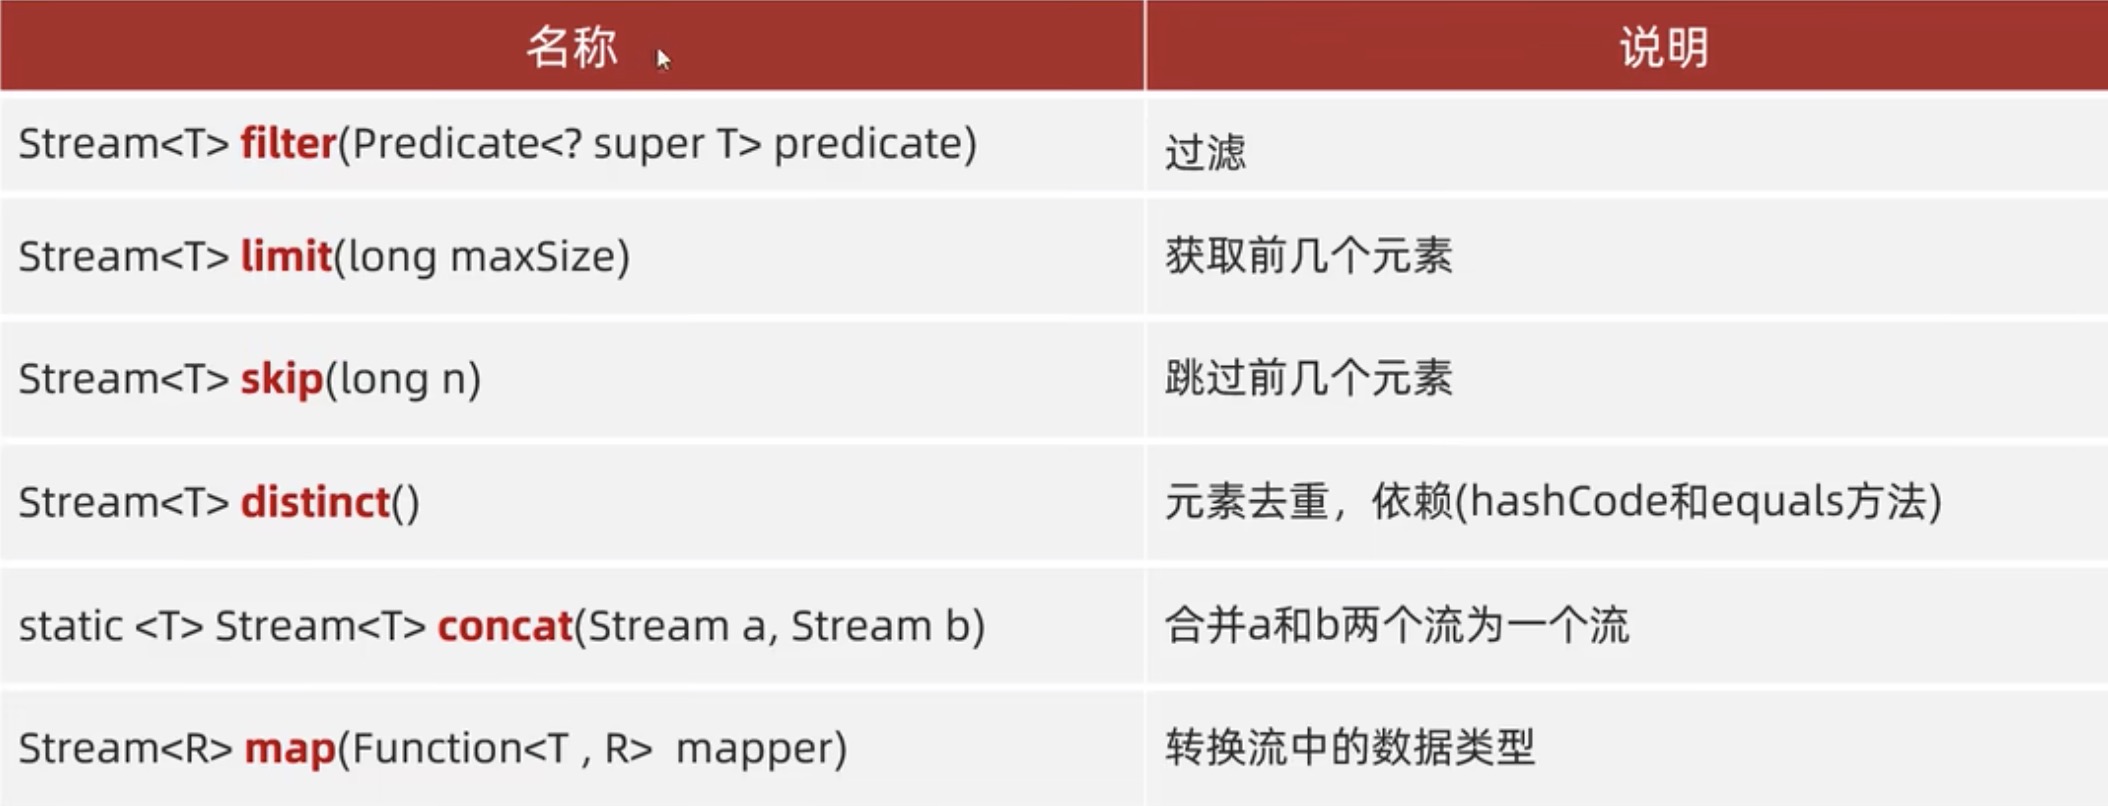 名称 说明
Stream<T> filter(Predicate<? super T> predicate) 过滤
Stream<T> limit(long maxSize) 获取前几个元素
Stream<T> skip(long n) 跳过前几个元素
Stream<T> distinct() 元素去重，依赖(hashCode和equals方法)
static <T> Stream<T> concat(Stream a, Stream b) 合并a和b两个流为一个流
Stream<R> map(Function<T , R>  mapper) 转换流中的数据类型